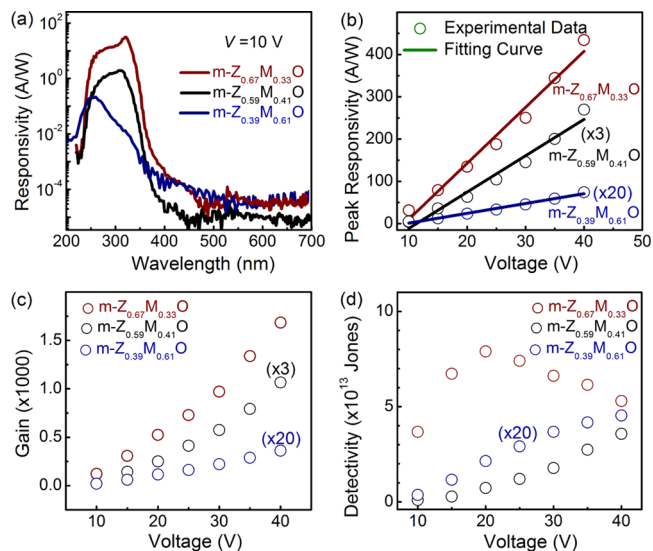 (a)
V =10 V
m-Z0.67M0.33O
m-Z0.59M0.41O
m-Z0.39M0.61O
Responsivity (A/W)
10^2
10^0
10^-2
10^-4
200 300 400 500 600 700
Wavelength (nm)
(b)
Experimental Data
Fitting Curve
m-Z0.67M0.33O
(x3)
m-Z0.59M0.41O
(x20)
m-Z0.39M0.61O
Peak Responsivity (A/W)
400
300
200
100
0
10 20 30 40 50
Voltage (V)
(c)
m-Z0.67M0.33O
m-Z0.59M0.41O
m-Z0.39M0.61O
(x3)
(x20)
Gain (x1000)
1.5
1.0
0.5
0.0
10 20 30 40
Voltage (V)
(d)
m-Z0.67M0.33O
m-Z0.59M0.41O
m-Z0.39M0.61O
(x20)
Detectivity (x10^13 Jones)
10
5
0
10 20 30 40
Voltage (V)